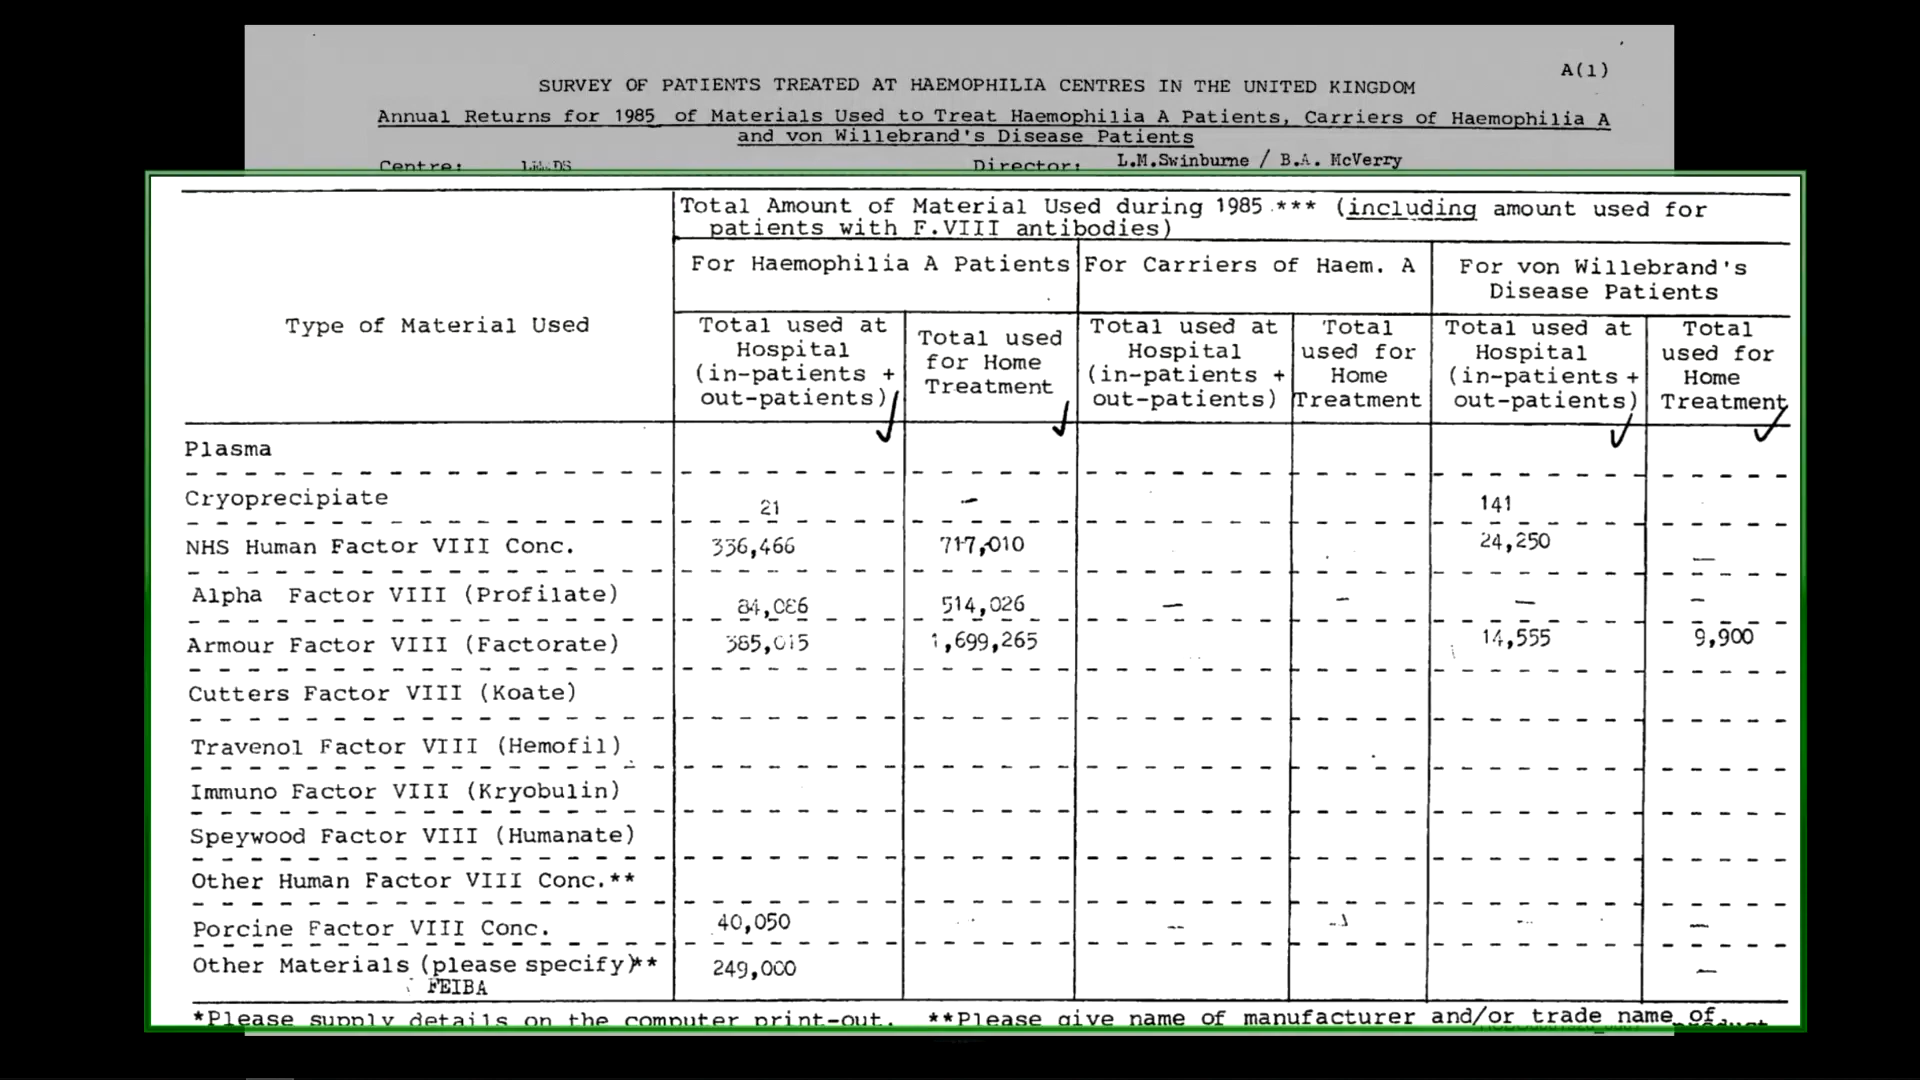 A(1)
SURVEY OF PATIENTS TREATED AT HAEMOPHILIA CENTRES IN THE UNITED KINGDOM
Annual Returns for 1985 of Materials Used to Treat Haemophilia A Patients, Carriers of Haemophilia A
and von Willebrand's Disease Patients
Centre: LEEDS Director: L.M.Swinburne / B.A. McVerry
Total Amount of Material Used during 1985 *** (including amount used for
patients with F.VIII antibodies)
For Haemophilia A Patients For Carriers of Haem. A For von Willebrand's
Disease Patients
Type of Material Used
Total used at
Hospital
(in-patients +
out-patients)
Total used
for Home
Treatment
Total used at
Hospital
(in-patients +
out-patients)
Total
used for
Home
Treatment
Total used at
Hospital
(in-patients +
out-patients)
Total
used for
Home
Treatment
Plasma
Cryoprecipiate 21 – 141
NHS Human Factor VIII Conc. 336,466 717,010 24,250 —
Alpha Factor VIII (Profilate) 84,086 514,026 — – — –
Armour Factor VIII (Factorate) 385,015 1,699,265 14,555 9,900
Cutters Factor VIII (Koate)
Travenol Factor VIII (Hemofil)
Immuno Factor VIII (Kryobulin)
Speywood Factor VIII (Humanate)
Other Human Factor VIII Conc.**
Porcine Factor VIII Conc. 40,050 – – – —
Other Materials (please specify)** 249,000 —
FEIBA
*Please supply details on the computer print-out. **Please give name of manufacturer and/or trade name of